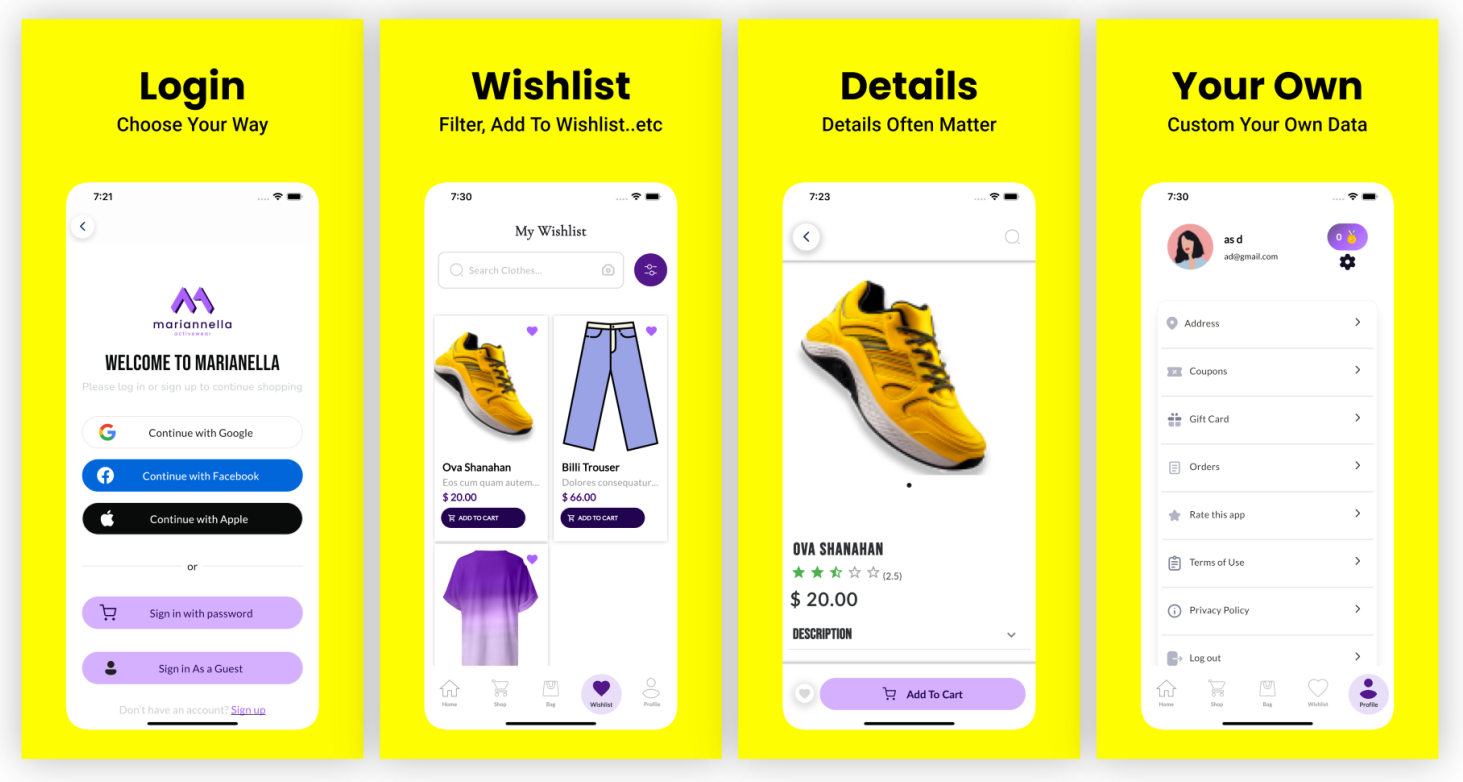 Login
Choose Your Way
7:21
mariannella
activewear
WELCOME TO MARIANELLA
Please log in or sign up to continue shopping
Continue with Google
Continue with Facebook
Continue with Apple
or
Sign in with password
Sign in As a Guest
Don't have an account? Sign up
Wishlist
Filter, Add To Wishlist..etc
7:30
My Wishlist
Search Clothes...
Ova Shanahan
Eos cum quam autem...
$ 20.00
ADD TO CART
Billi Trouser
Dolores consequatur...
$ 66.00
ADD TO CART
Home
Shop
Bag
Wishlist
Profile
Details
Details Often Matter
7:23
OVA SHANAHAN
(2.5)
$ 20.00
DESCRIPTION
Add To Cart
Your Own
Custom Your Own Data
7:30
as d
ad@gmail.com
0
Address
Coupons
Gift Card
Orders
Rate this app
Terms of Use
Privacy Policy
Log out
Home
Shop
Bag
Wishlist
Profile